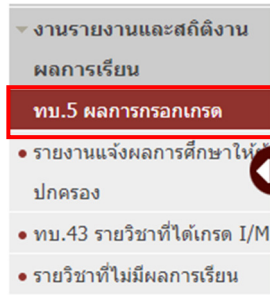 งานรายงานและสถิติงาน
ผลการเรียน
ทบ.5 ผลการกรอกเกรด
รายงานแจ้งผลการศึกษาให้ผู้
ปกครอง
ทบ.43 รายวิชาที่ได้เกรด I/M
รายวิชาที่ไม่มีผลการเรียน